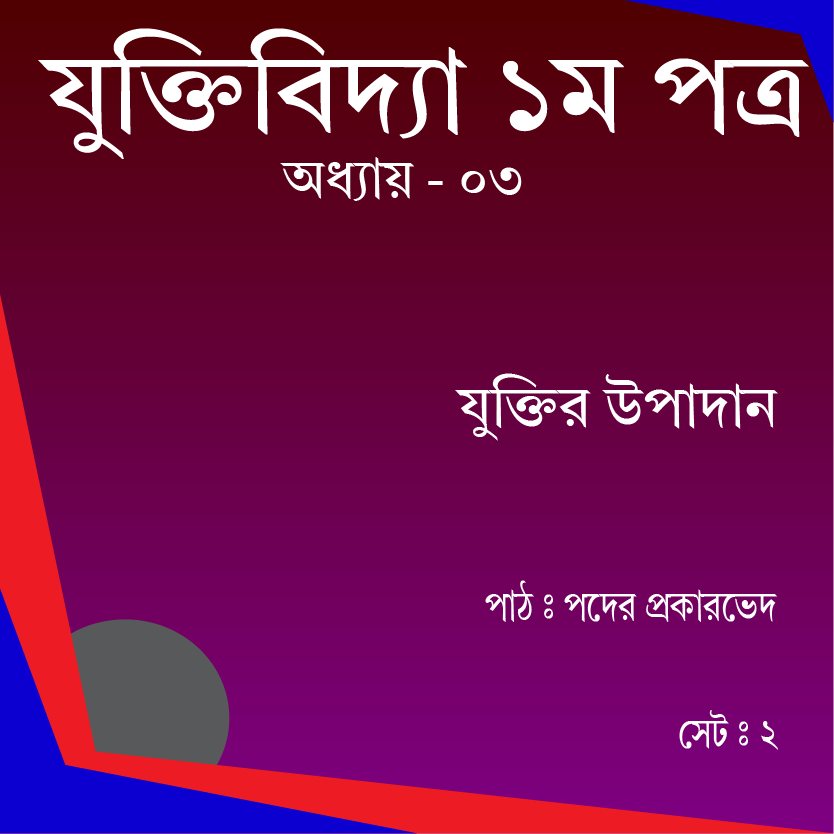 যুক্তিবিদ্যা ১ম পত্র
অধ্যায় - ০৩
যুক্তির উপাদান
পাঠ ঃ পদের প্রকারভেদ
সেট ঃ ২